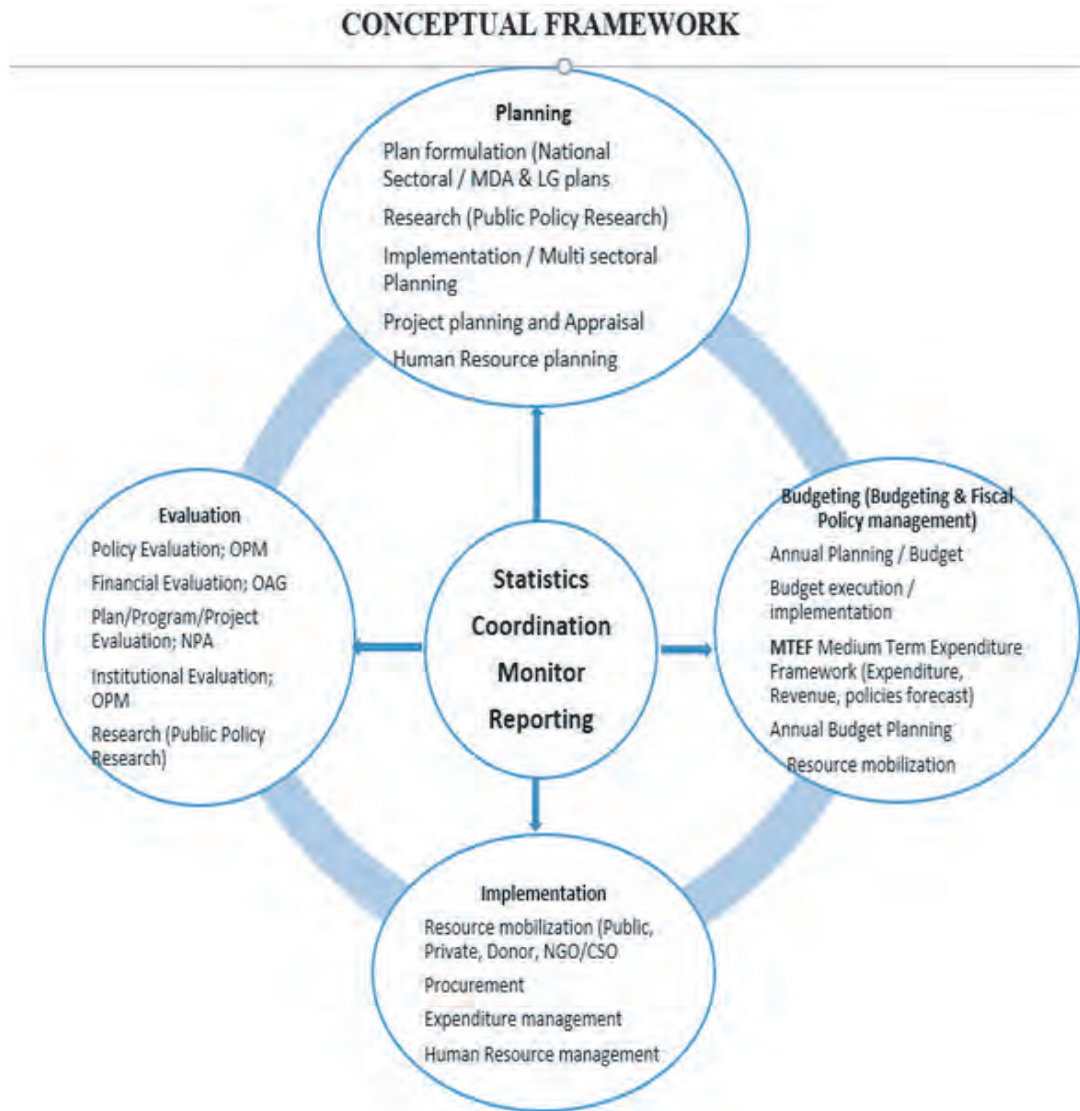 CONCEPTUAL FRAMEWORK
Planning
Plan formulation (National
Sectoral / MDA & LG plans
Research (Public Policy Research)
Implementation / Multi sectoral
Planning
Project planning and Appraisal
Human Resource planning
Evaluation
Policy Evaluation; OPM
Financial Evaluation; OAG
Plan/Program/Project
Evaluation; NPA
Institutional Evaluation;
OPM
Research (Public Policy
Research)
Statistics
Coordination
Monitor
Reporting
Budgeting (Budgeting & Fiscal
Policy management)
Annual Planning / Budget
Budget execution /
implementation
MTEF Medium Term Expenditure
Framework (Expenditure,
Revenue, policies forecast)
Annual Budget Planning
Resource mobilization
Implementation
Resource mobilization (Public,
Private, Donor, NGO/CSO
Procurement
Expenditure management
Human Resource management